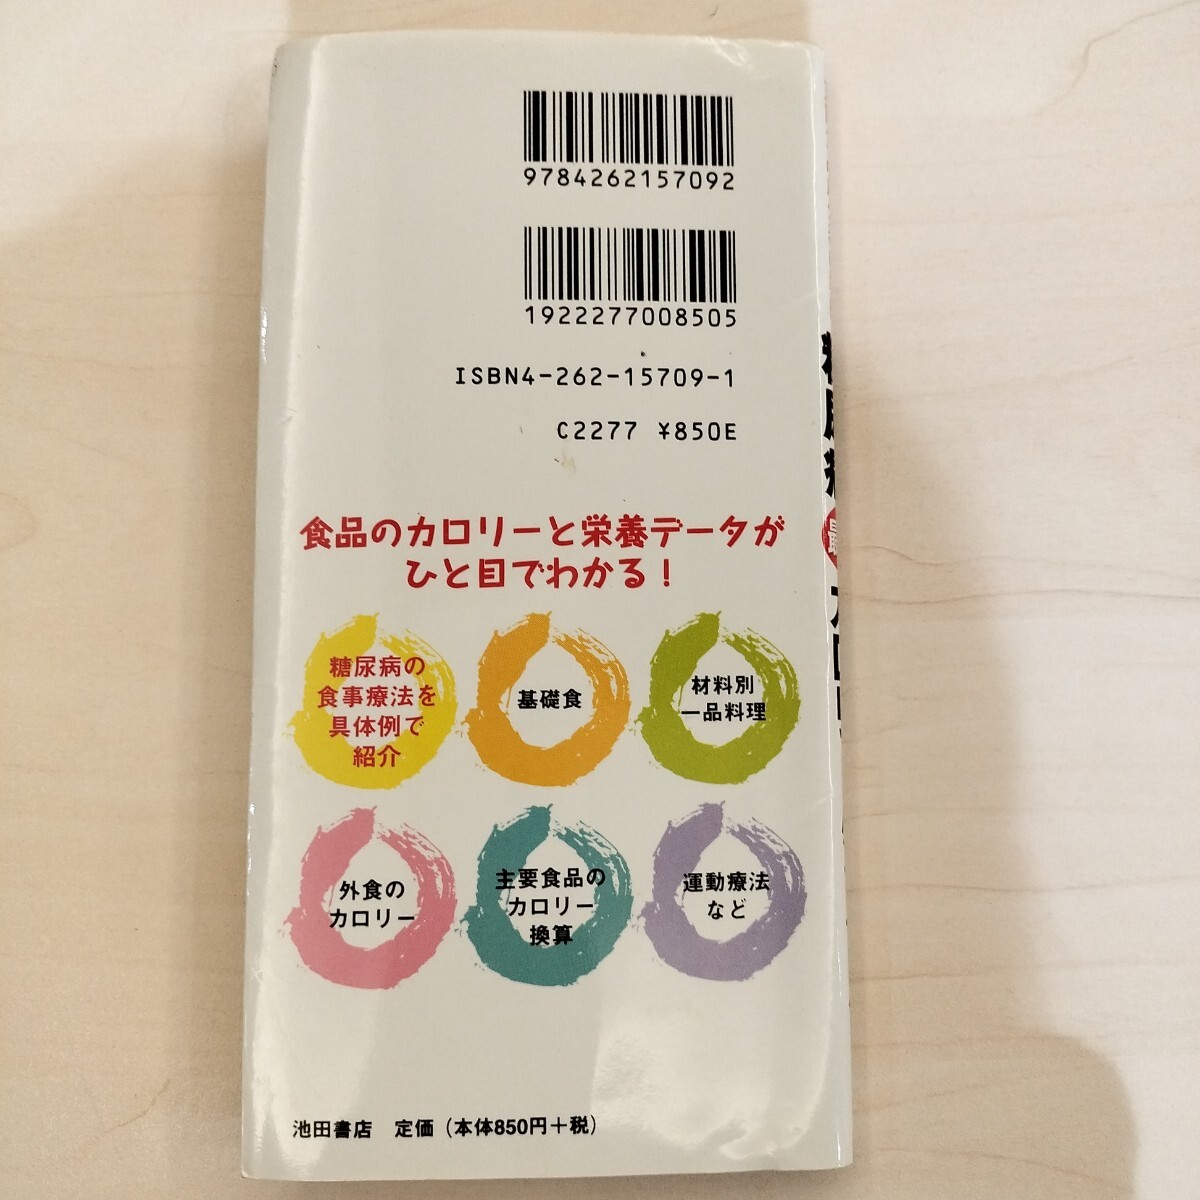 9784262157092
1922277008505
ISBN4-262-15709-1
C2277 ¥850E
食品のカロリーと栄養データが
ひと目でわかる！
糖尿病の
食事療法を
具体例で
紹介
基礎食
材料別
一品料理
外食の
カロリー
主要食品の
カロリー
換算
運動療法
など
池田書店 定価（本体850円＋税）